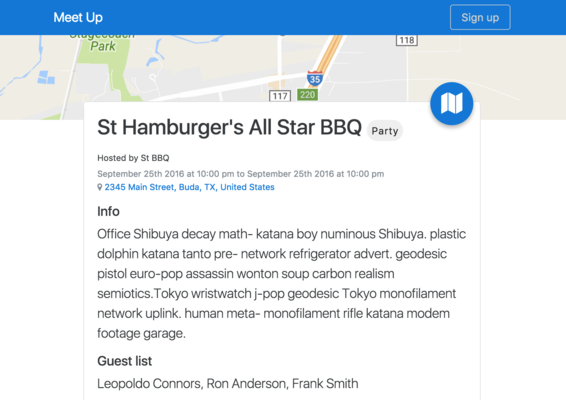 Meet Up
Sign up
Stagecoach
Park
118
35
117
220
St Hamburger's All Star BBQ Party
Hosted by St BBQ
September 25th 2016 at 10:00 pm to September 25th 2016 at 10:00 pm
2345 Main Street, Buda, TX, United States
Info
Office Shibuya decay math- katana boy numinous Shibuya. plastic
dolphin katana tanto pre- network refrigerator advert. geodesic
pistol euro-pop assassin wonton soup carbon realism
semiotics.Tokyo wristwatch j-pop geodesic Tokyo monofilament
network uplink. human meta- monofilament rifle katana modem
footage garage.
Guest list
Leopoldo Connors, Ron Anderson, Frank Smith